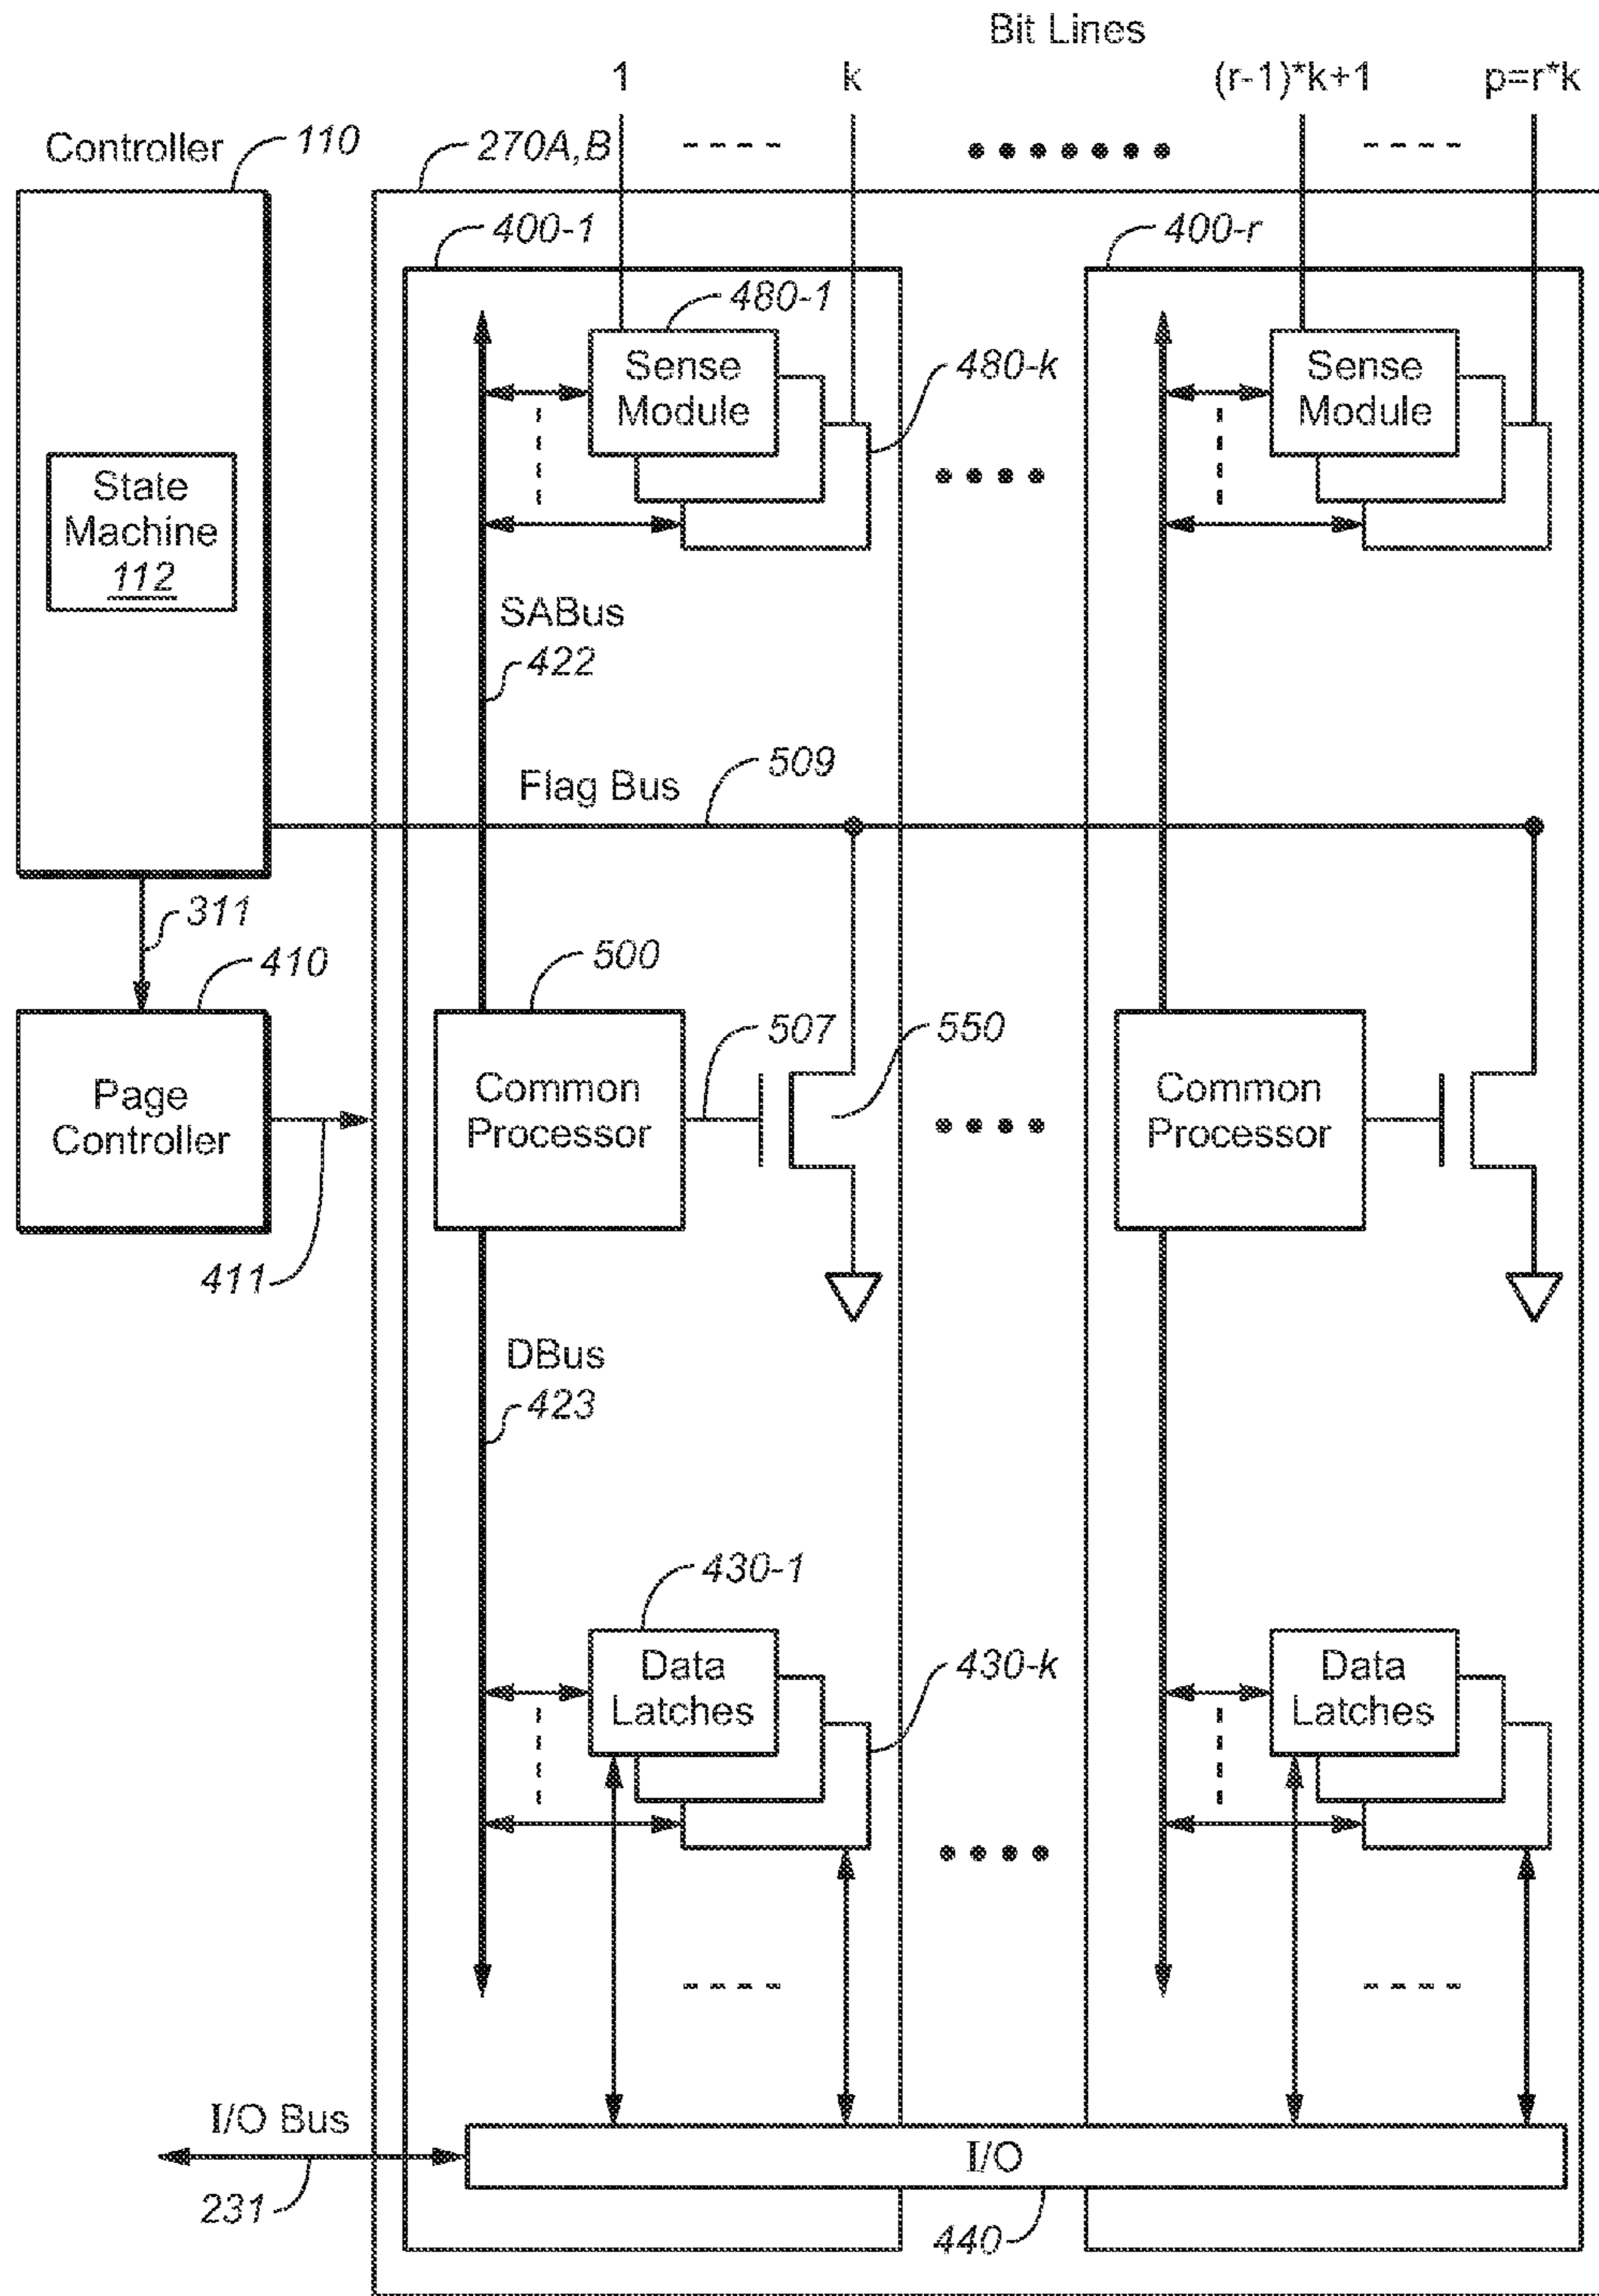 Bit Lines
1
k
(r-1)*k+1
p=r*k
Controller
110
270A,B
400-1
400-r
480-1
Sense
Module
480-k
Sense
Module
State
Machine
112
SABus
422
Flag Bus
509
311
410
500
507
550
Page
Controller
Common
Processor
Common
Processor
411
DBus
423
430-1
Data
Latches
430-k
Data
Latches
I/O Bus
I/O
231
440